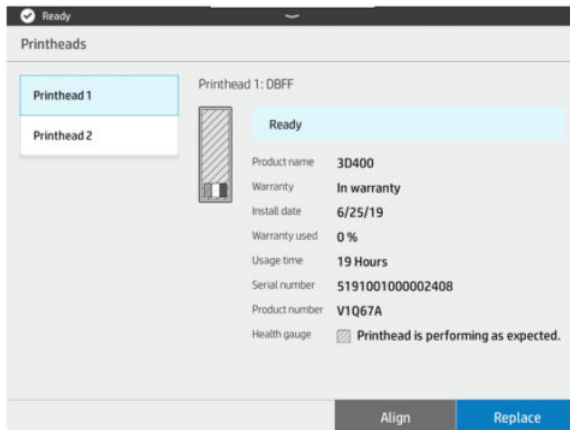 Ready
Printheads
Printhead 1
Printhead 2
Printhead 1: DBFF
Ready
Product name 3D400
Warranty In warranty
Install date 6/25/19
Warranty used 0 %
Usage time 19 Hours
Serial number 5191001000002408
Product number V1Q67A
Health gauge Printhead is performing as expected.
Align Replace